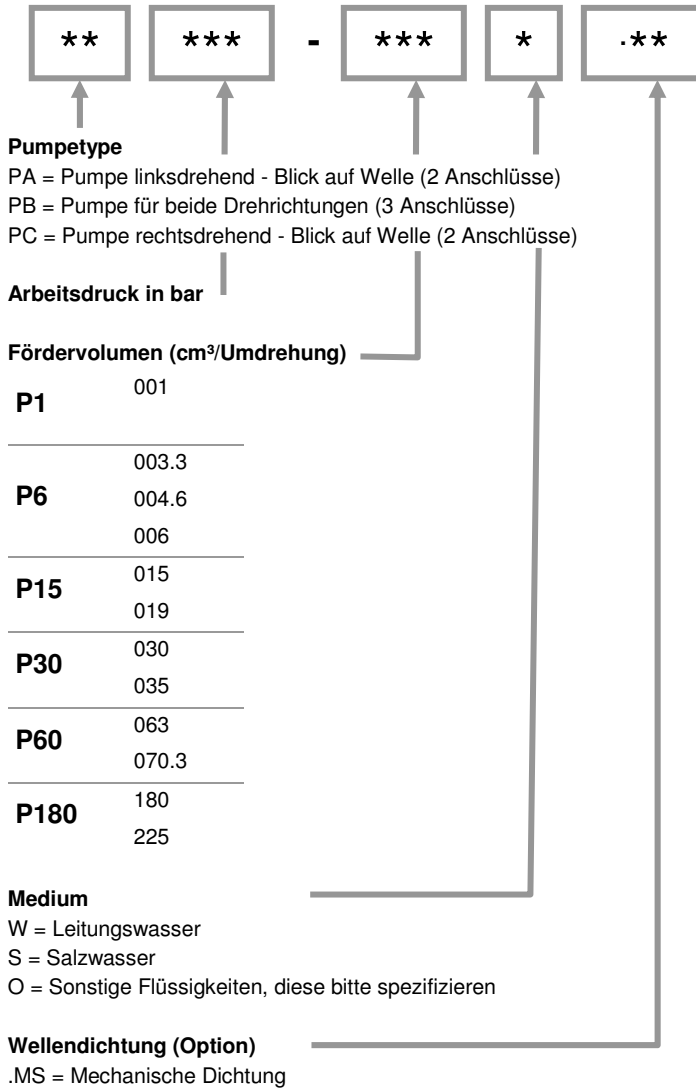 ** *** - *** * .**
Pumpetype
PA = Pumpe linksdrehend - Blick auf Welle (2 Anschlüsse)
PB = Pumpe für beide Drehrichtungen (3 Anschlüsse)
PC = Pumpe rechtsdrehend - Blick auf Welle (2 Anschlüsse)
Arbeitsdruck in bar
Fördervolumen (cm³/Umdrehung)
P1
001
P6
003.3
004.6
006
P15
015
019
P30
030
035
P60
063
070.3
P180
180
225
Medium
W = Leitungswasser
S = Salzwasser
O = Sonstige Flüssigkeiten, diese bitte spezifizieren
Wellendichtung (Option)
.MS = Mechanische Dichtung